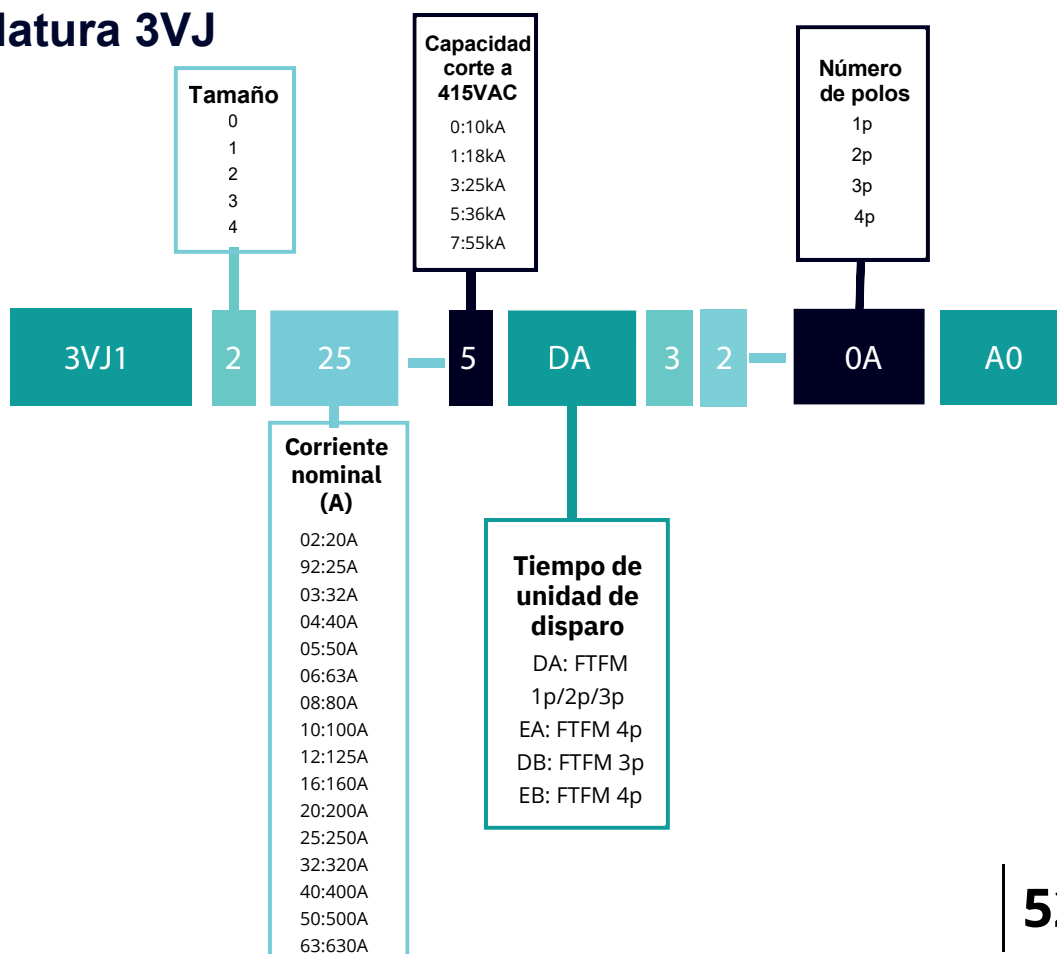 latura 3VJ
Tamaño
0
1
2
3
4
Capacidad
corte a
415VAC
0:10kA
1:18kA
3:25kA
5:36kA
7:55kA
Número
de polos
1p
2p
3p
4p
3VJ1 2 25 — 5 DA 3 2 — 0A A0
Corriente
nominal
(A)
02:20A
92:25A
03:32A
04:40A
05:50A
06:63A
08:80A
10:100A
12:125A
16:160A
20:200A
25:250A
32:320A
40:400A
50:500A
63:630A
Tiempo de
unidad de
disparo
DA: FTFM
1p/2p/3p
EA: FTFM 4p
DB: FTFM 3p
EB: FTFM 4p